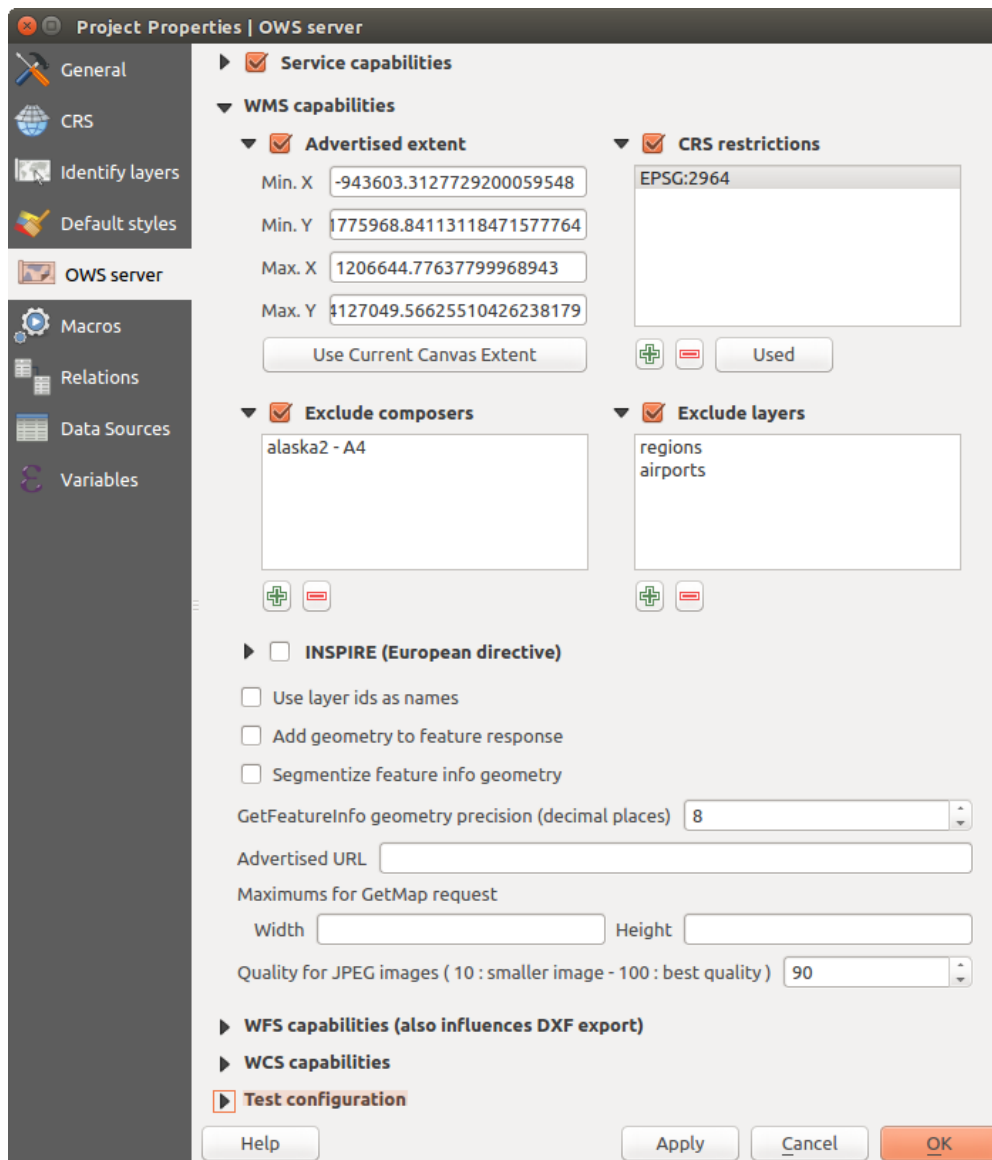 Project Properties | OWS server
General
CRS
Identify layers
Default styles
OWS server
Macros
Relations
Data Sources
Variables
Service capabilities
WMS capabilities
Advertised extent
Min. X -943603.3127729200059548
Min. Y 1775968.84113118471577764
Max. X 1206644.77637799968943
Max. Y 4127049.56625510426238179
Use Current Canvas Extent
CRS restrictions
EPSG:2964
Used
Exclude composers
alaska2 - A4
Exclude layers
regions
airports
INSPIRE (European directive)
Use layer ids as names
Add geometry to feature response
Segmentize feature info geometry
GetFeatureInfo geometry precision (decimal places) 8
Advertised URL
Maximums for GetMap request
Width Height
Quality for JPEG images ( 10 : smaller image - 100 : best quality ) 90
WFS capabilities (also influences DXF export)
WCS capabilities
Test configuration
Help Apply Cancel OK